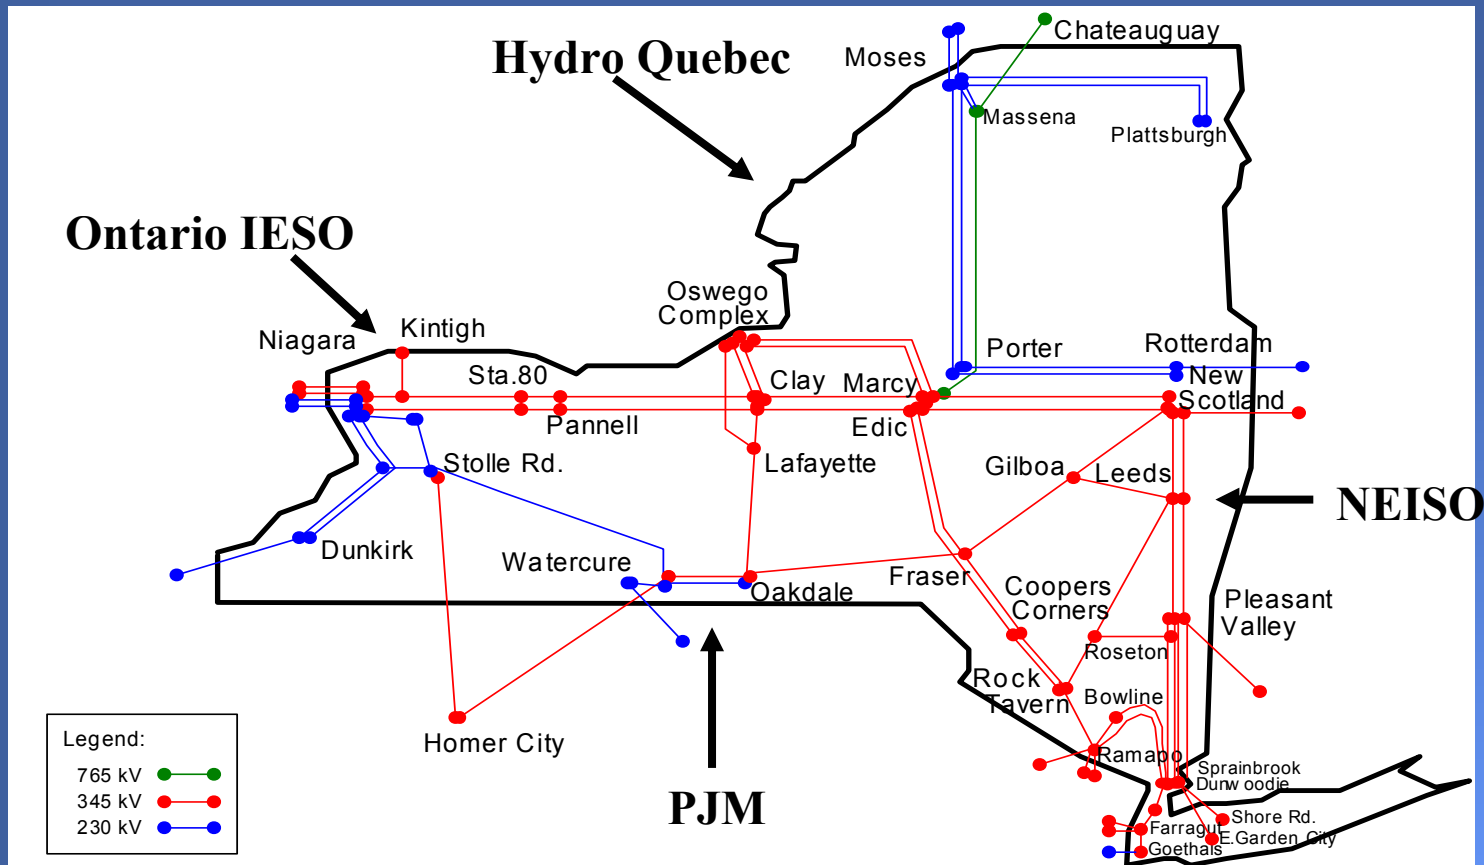 Chateauguay
Hydro Quebec
Moses
Massena
Plattsburgh
Ontario IESO
Oswego
Complex
Niagara
Kintigh
Porter
Rotterdam
Sta.80
Clay
Marcy
New
Scotland
Pannell
Edic
Stolle Rd.
Lafayette
Gilboa
Leeds
NEISO
Dunkirk
Watercure
Oakdale
Fraser
Coopers
Corners
Pleasant
Valley
Roseton
Rock
Tavern
Bowline
Homer City
Ramapo
Sprainbrook
Dunwoodie
PJM
Shore Rd.
Farragut
E.Garden City
Goethals
Legend:
765 kV
345 kV
230 kV